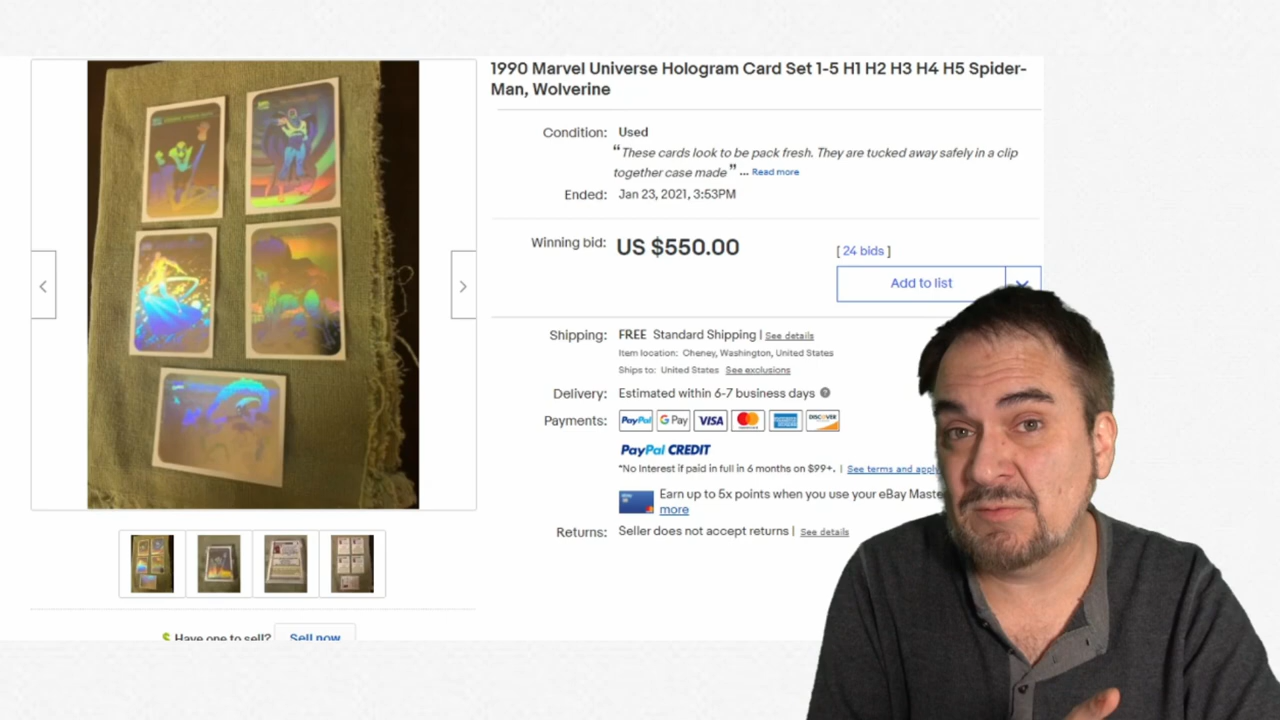 1990 Marvel Universe Hologram Card Set 1-5 H1 H2 H3 H4 H5 Spider-
Man, Wolverine
Condition: Used
“These cards look to be pack fresh. They are tucked away safely in a clip
together case made” ... Read more
Ended: Jan 23, 2021, 3:53PM
Winning bid: US $550.00 [ 24 bids ]
Add to list
Shipping: FREE Standard Shipping | See details
Item location: Cheney, Washington, United States
Ships to: United States See exclusions
Delivery: Estimated within 6-7 business days
Payments: PayPal G Pay VISA DISCOVER
PayPal CREDIT
*No Interest if paid in full in 6 months on $99+. | See terms and apply
Earn up to 5x points when you use your eBay Maste
more
Returns: Seller does not accept returns | See details
Have one to sell? Sell now